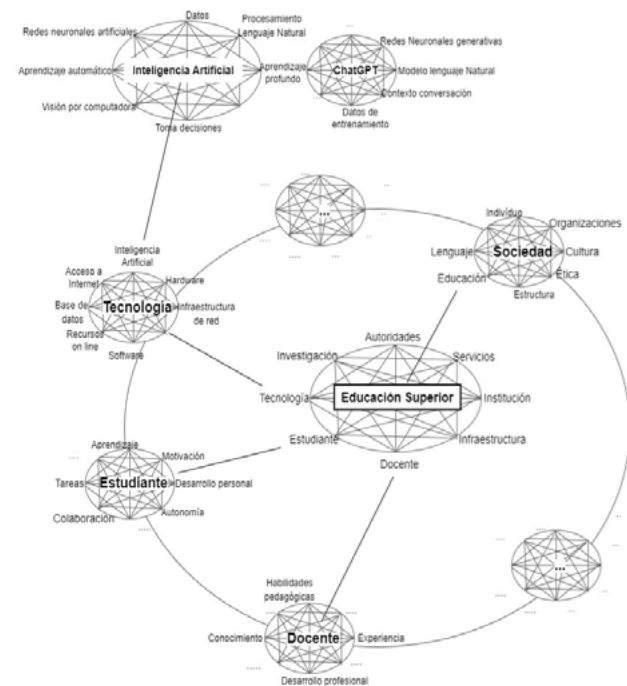 Datos
Procesamiento
Lenguaje Natural
Redes neuronales artificiales
Aprendizaje automático
Inteligencia Artificial
Aprendizaje
profundo
Visión por computadora
Toma decisiones
...
Redes Neuronales generativas
ChatGPT
Modelo lenguaje Natural
Contexto conversación
Datos de
entrenamiento
...
Individuo
Organizaciones
Lenguaje
Sociedad
Cultura
Educación
Ética
Estructura
Inteligencia
Artificial
Acceso a
Internet
Hardware
Base de
datos
Tecnología
Infraestructura
de red
Recursos
on line
Software
Autoridades
Investigación
Servicios
Tecnología
Educación Superior
Institución
Estudiante
Infraestructura
Docente
Aprendizaje
Motivación
Tareas
Estudiante
Desarrollo personal
Colaboración
Autonomía
...
Habilidades
pedagógicas
Conocimiento
Docente
Experiencia
Desarrollo profesional